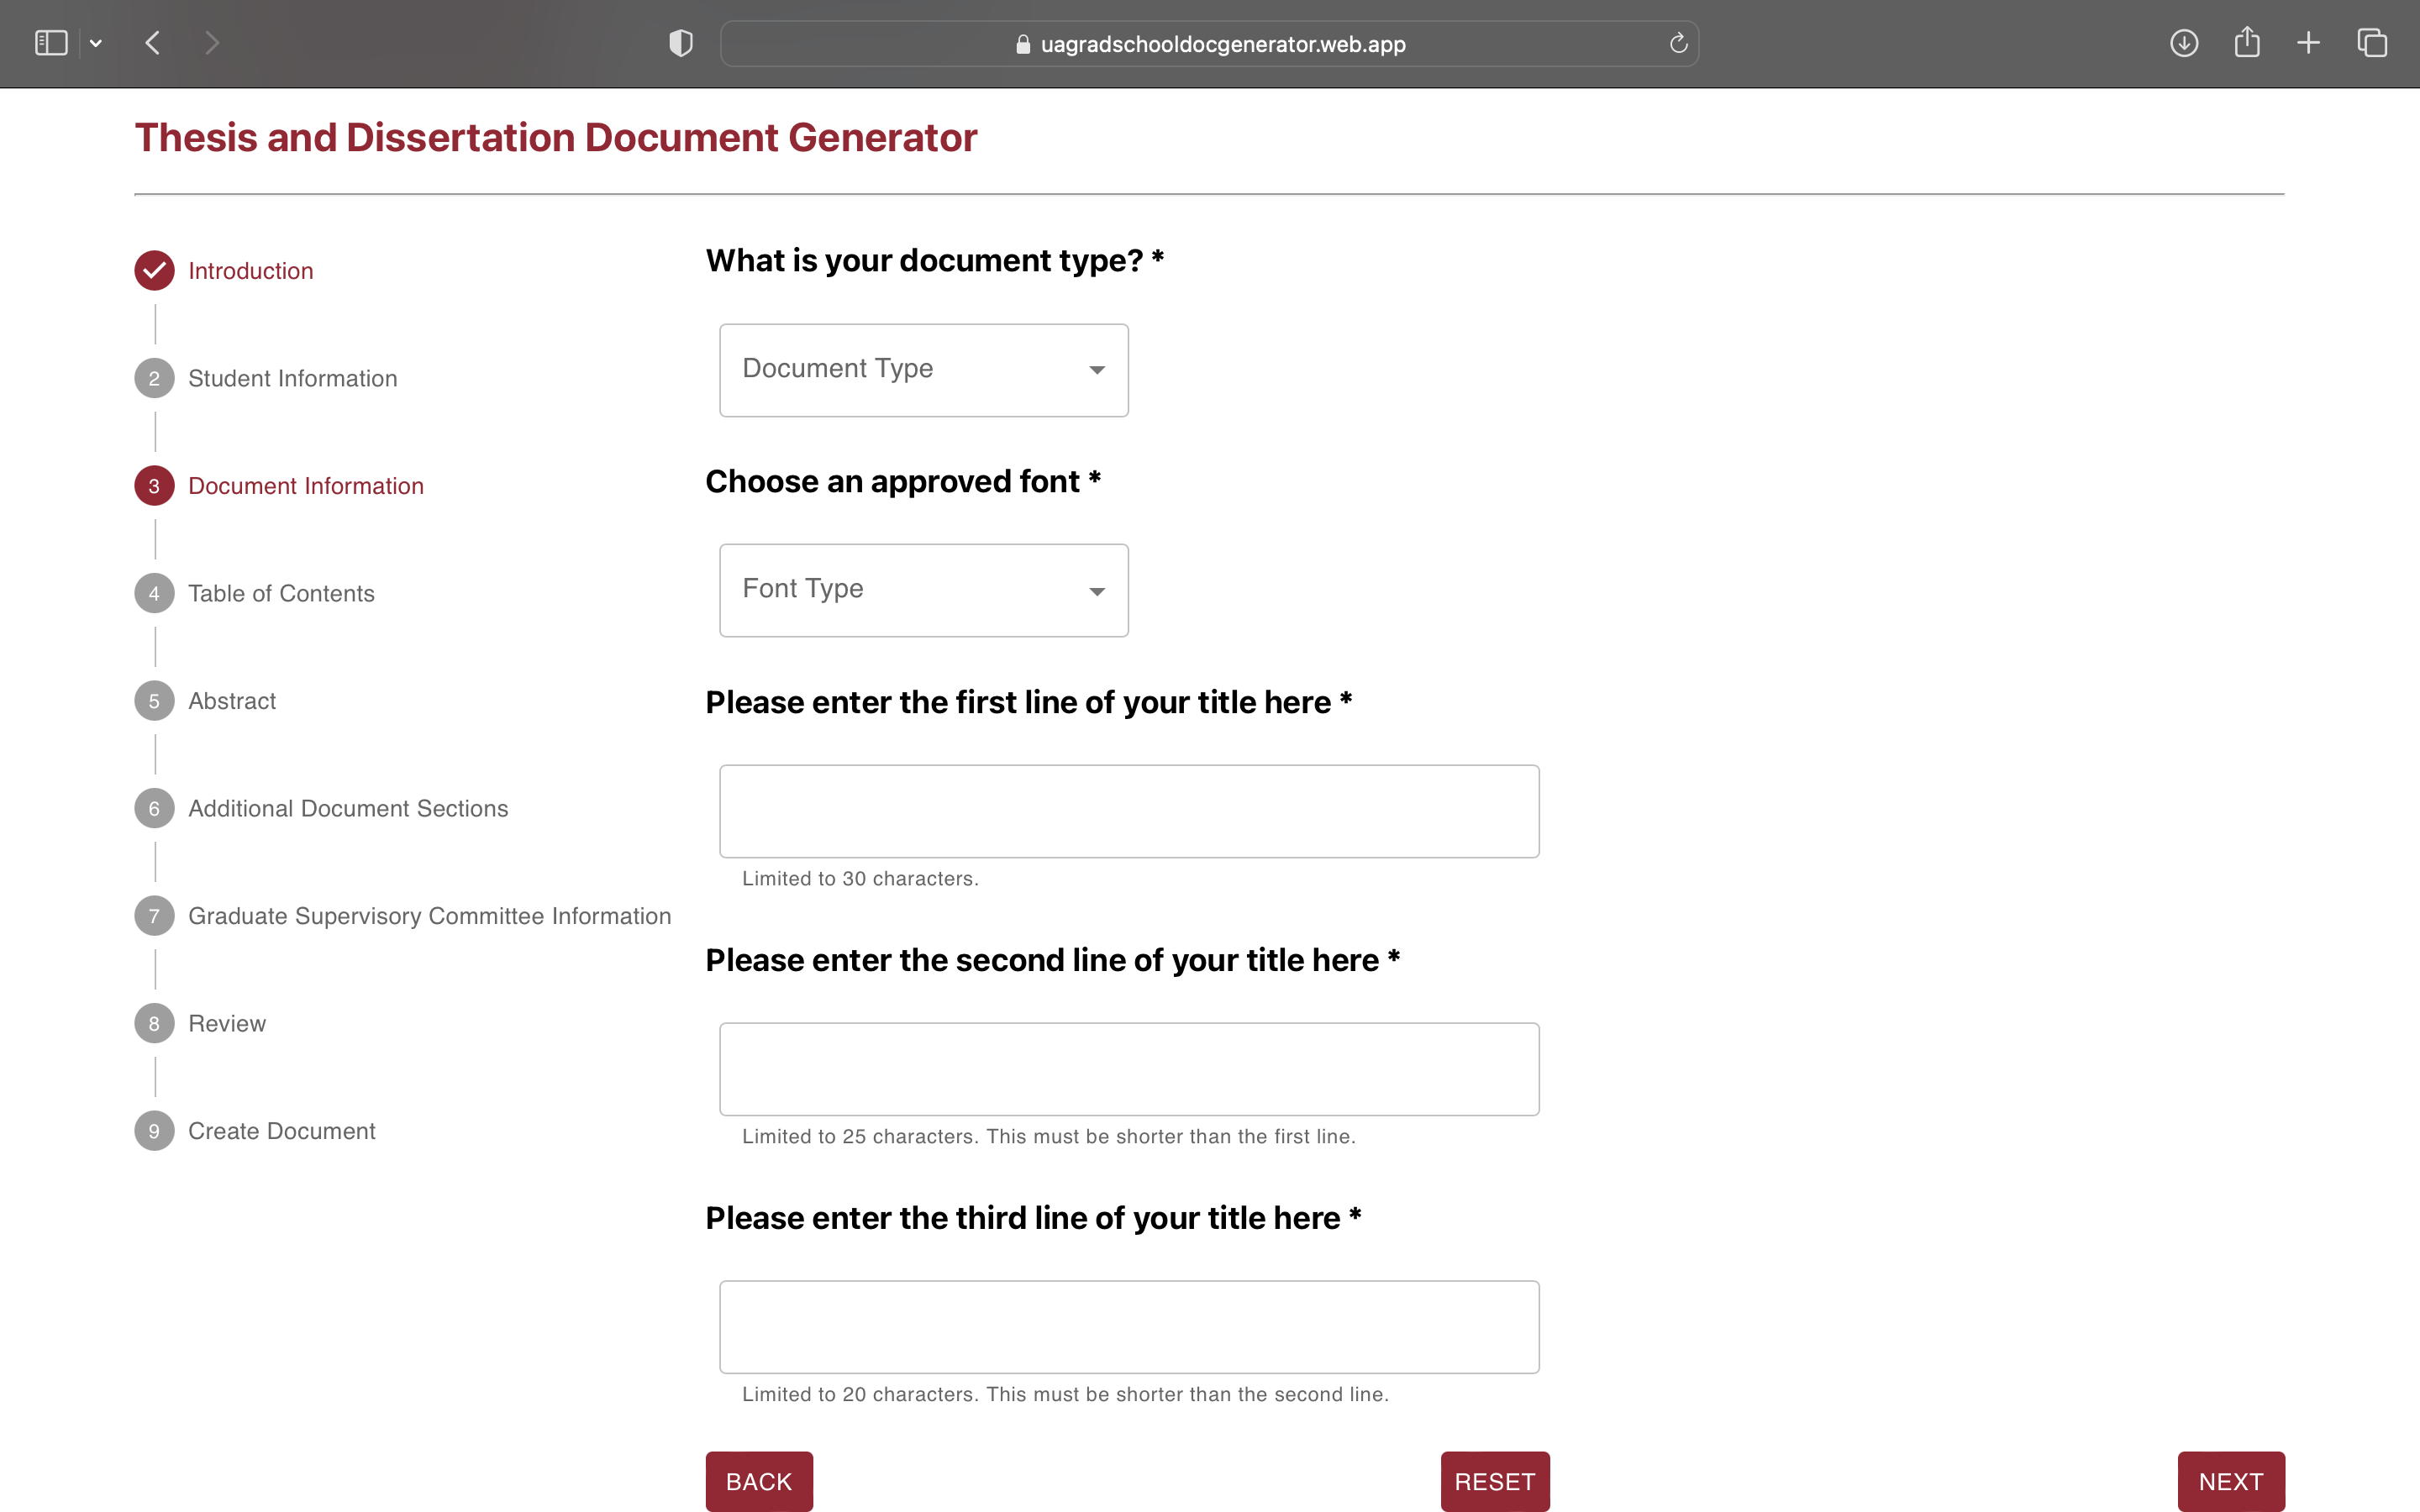 uagradschooldocgenerator.web.app
Thesis and Dissertation Document Generator
Introduction
2 Student Information
3 Document Information
4 Table of Contents
5 Abstract
6 Additional Document Sections
7 Graduate Supervisory Committee Information
8 Review
9 Create Document
What is your document type? *
Document Type
Choose an approved font *
Font Type
Please enter the first line of your title here *
Limited to 30 characters.
Please enter the second line of your title here *
Limited to 25 characters. This must be shorter than the first line.
Please enter the third line of your title here *
Limited to 20 characters. This must be shorter than the second line.
BACK RESET NEXT